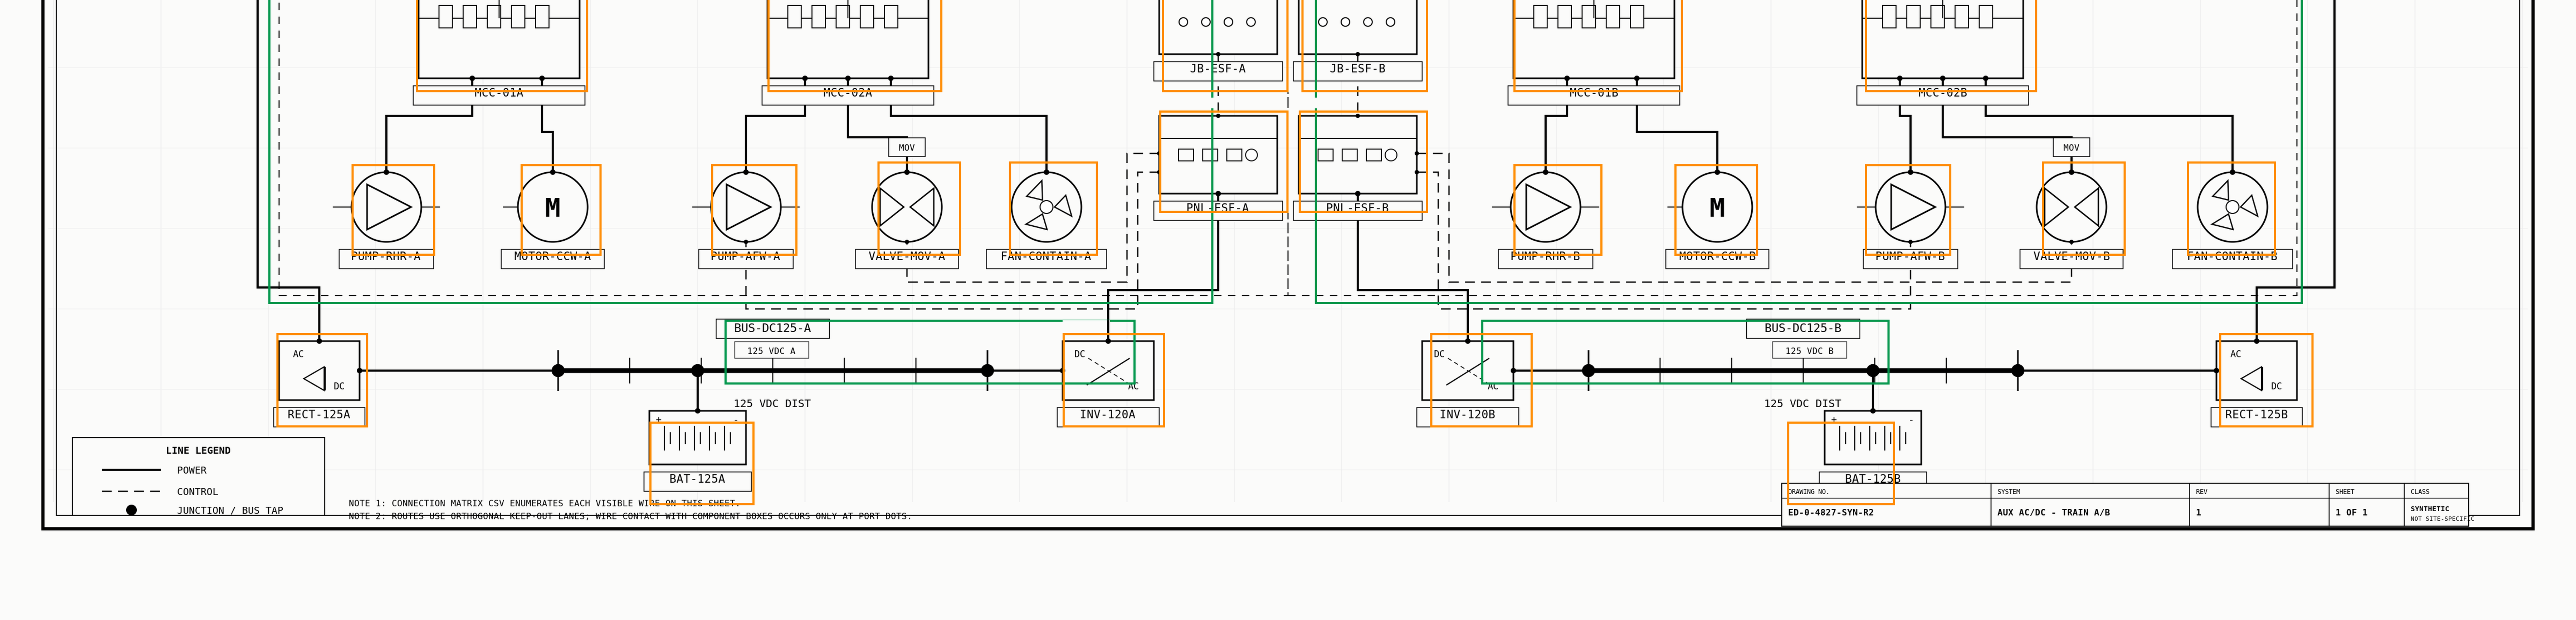 JB-ESF-A
JB-ESF-B
MCC-01A
MCC-02A
MCC-01B
MCC-02B
MOV
MOV
M
M
PNL-ESF-A
PNL-ESF-B
PUMP-RHR-A
MOTOR-CCW-A
PUMP-AFW-A
VALVE-MOV-A
FAN-CONTAIN-A
PUMP-RHR-B
MOTOR-CCW-B
PUMP-AFW-B
VALVE-MOV-B
FAN-CONTAIN-B
BUS-DC125-A
BUS-DC125-B
125 VDC A
125 VDC B
AC
DC
DC
AC
DC
AC
AC
DC
125 VDC DIST
125 VDC DIST
RECT-125A
INV-120A
INV-120B
RECT-125B
+ -
+ -
BAT-125A
BAT-125B
LINE LEGEND
POWER
CONTROL
JUNCTION / BUS TAP
NOTE 1: CONNECTION MATRIX CSV ENUMERATES EACH VISIBLE WIRE ON THIS SHEET.
NOTE 2: ROUTES USE ORTHOGONAL KEEP-OUT LANES, WIRE CONTACT WITH COMPONENT BOXES OCCURS ONLY AT PORT DOTS.
DRAWING NO.
ED-0-4827-SYN-R2
SYSTEM
AUX AC/DC - TRAIN A/B
REV
1
SHEET
1 OF 1
CLASS
SYNTHETIC
NOT SITE-SPECIFIC